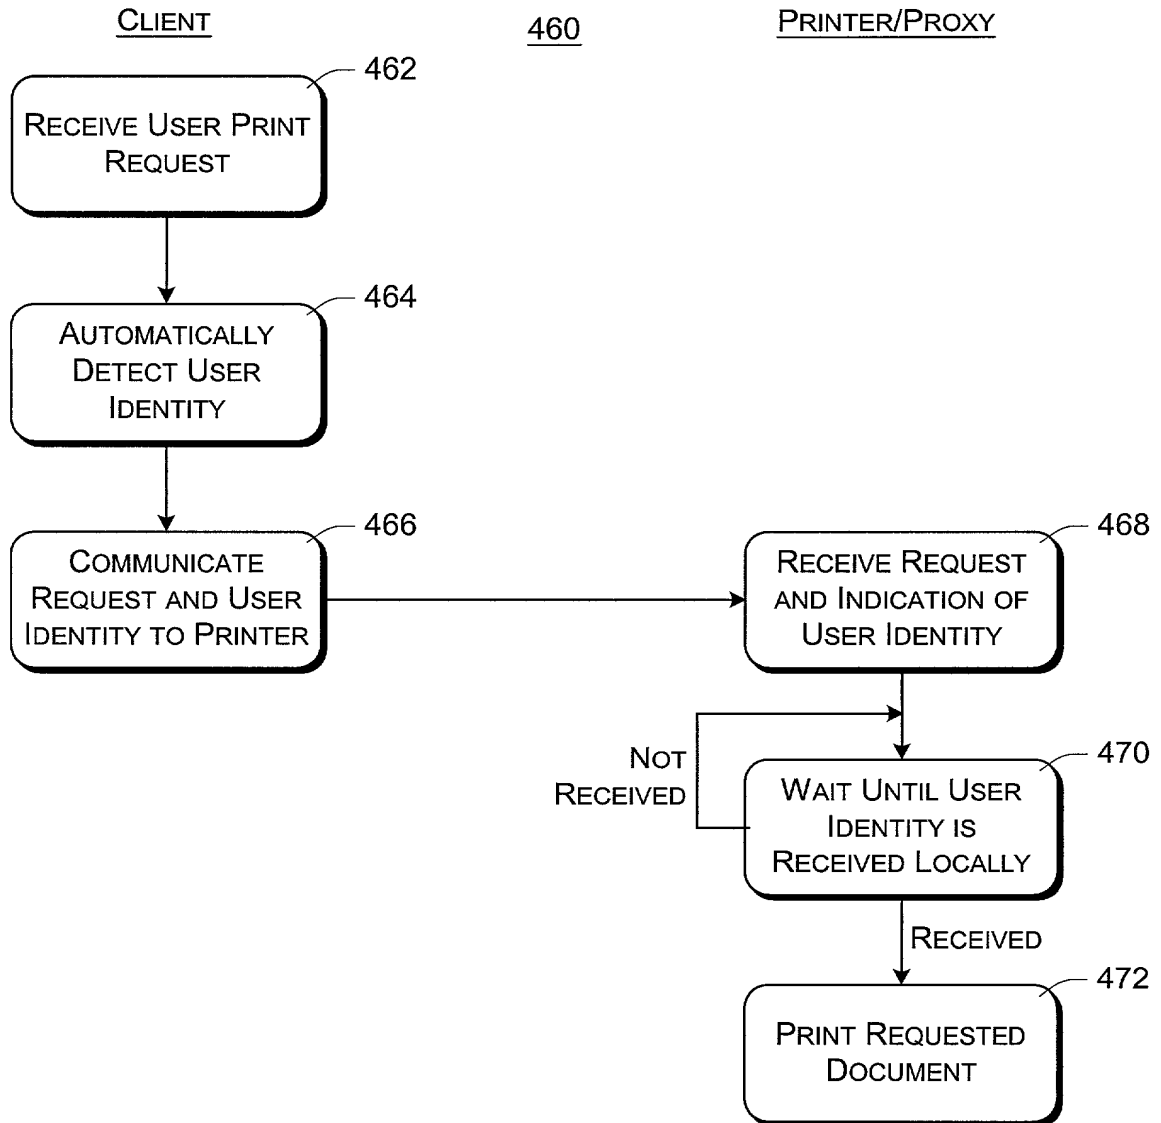 CLIENT
460
PRINTER/PROXY
462
RECEIVE USER PRINT
REQUEST
464
AUTOMATICALLY
DETECT USER
IDENTITY
466
COMMUNICATE
REQUEST AND USER
IDENTITY TO PRINTER
468
RECEIVE REQUEST
AND INDICATION OF
USER IDENTITY
NOT
RECEIVED
470
WAIT UNTIL USER
IDENTITY IS
RECEIVED LOCALLY
RECEIVED
472
PRINT REQUESTED
DOCUMENT